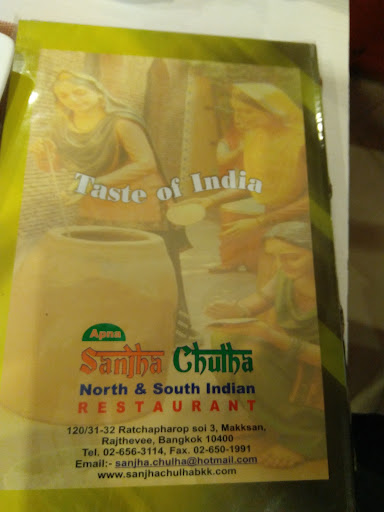 Taste of India
Apna
Sanjha Chulha
North & South Indian
RESTAURANT
120/31-32 Ratchapharop soi 3, Makksan,
Rajthevee, Bangkok 10400
Tel. 02-656-3114, Fax. 02-650-1991
Email:- sanjha.chulha@hotmail.com
www.sanjhachulhabkk.com